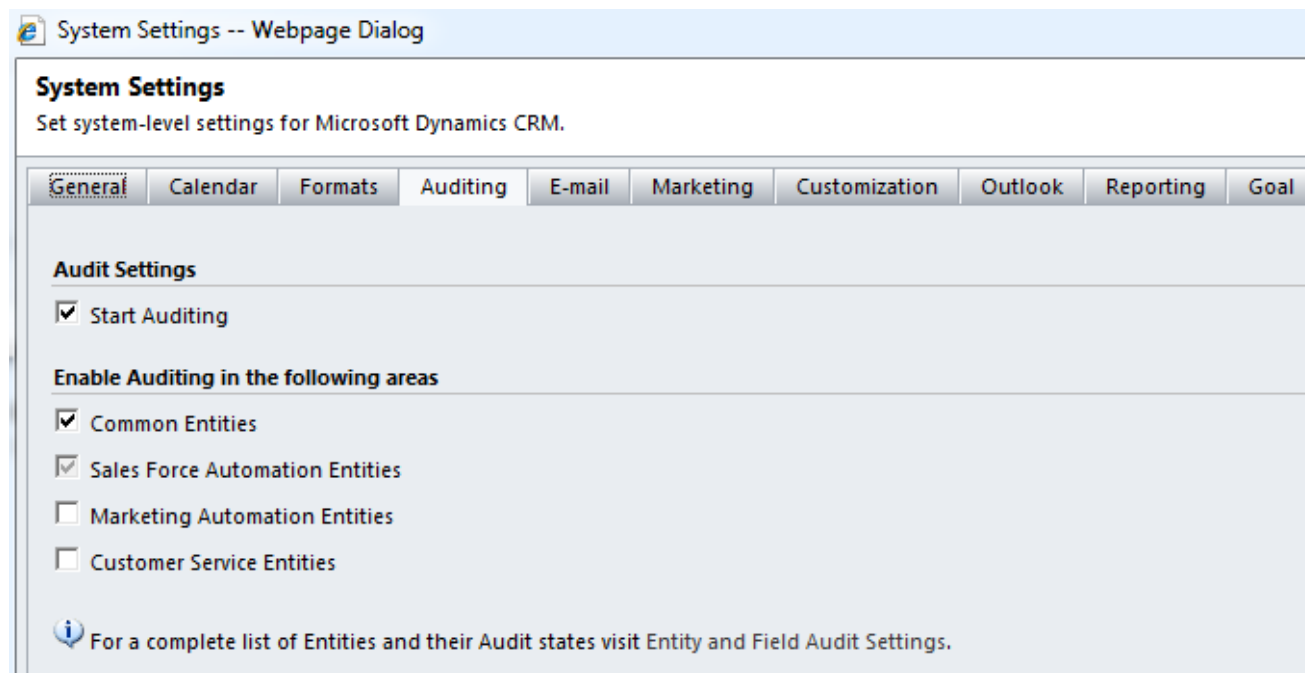 System Settings -- Webpage Dialog
System Settings
Set system-level settings for Microsoft Dynamics CRM.
General Calendar Formats Auditing E-mail Marketing Customization Outlook Reporting Goal
Audit Settings
Start Auditing
Enable Auditing in the following areas
Common Entities
Sales Force Automation Entities
Marketing Automation Entities
Customer Service Entities
For a complete list of Entities and their Audit states visit Entity and Field Audit Settings.